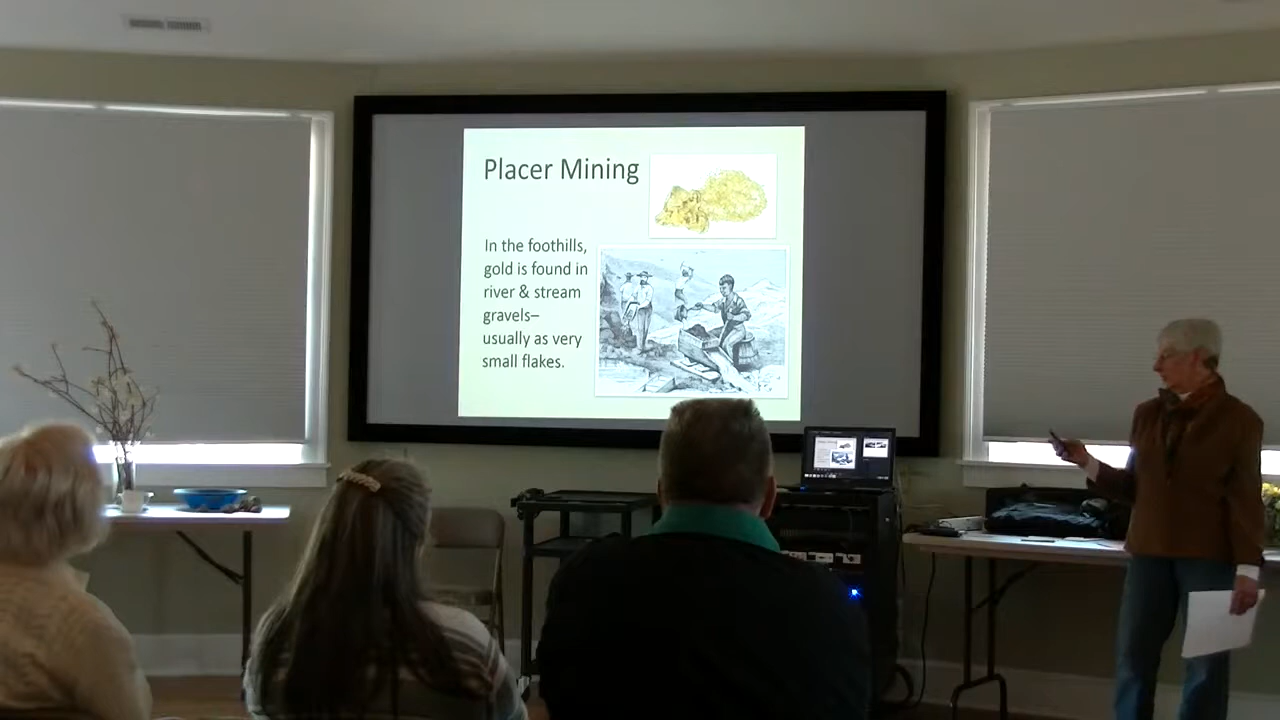 Placer Mining
In the foothills,
gold is found in
river & stream
gravels–
usually as very
small flakes.